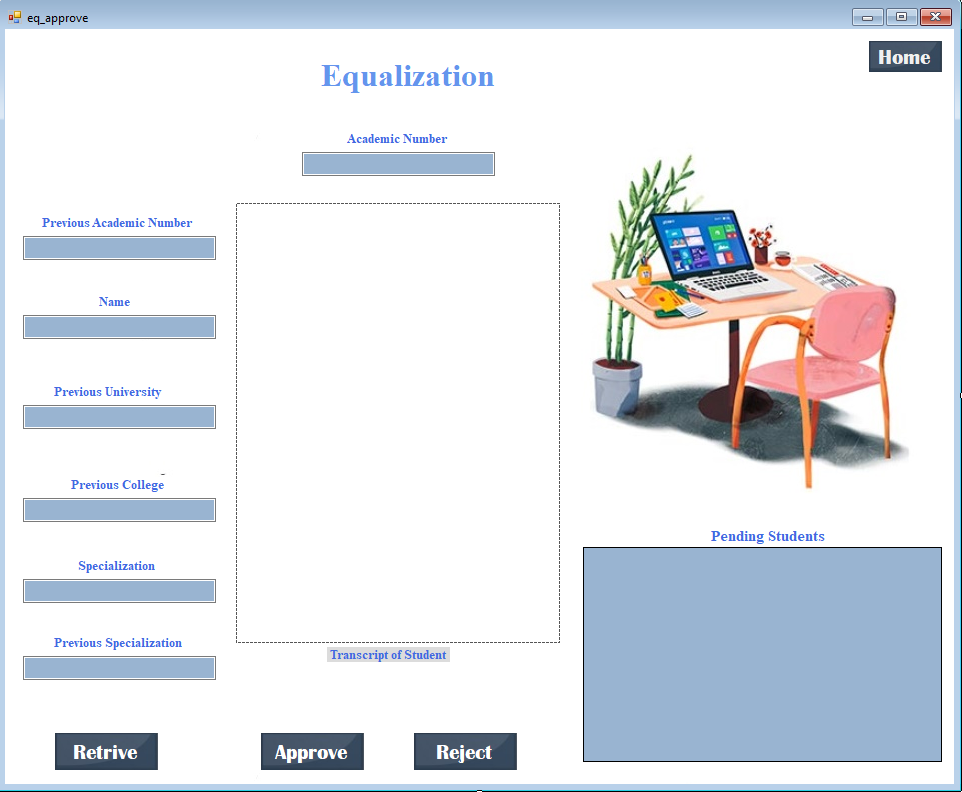 eq_approve
Home
Equalization
Academic Number
Previous Academic Number
Name
Previous University
Previous College
Specialization
Previous Specialization
Transcript of Student
Pending Students
Retrive
Approve
Reject